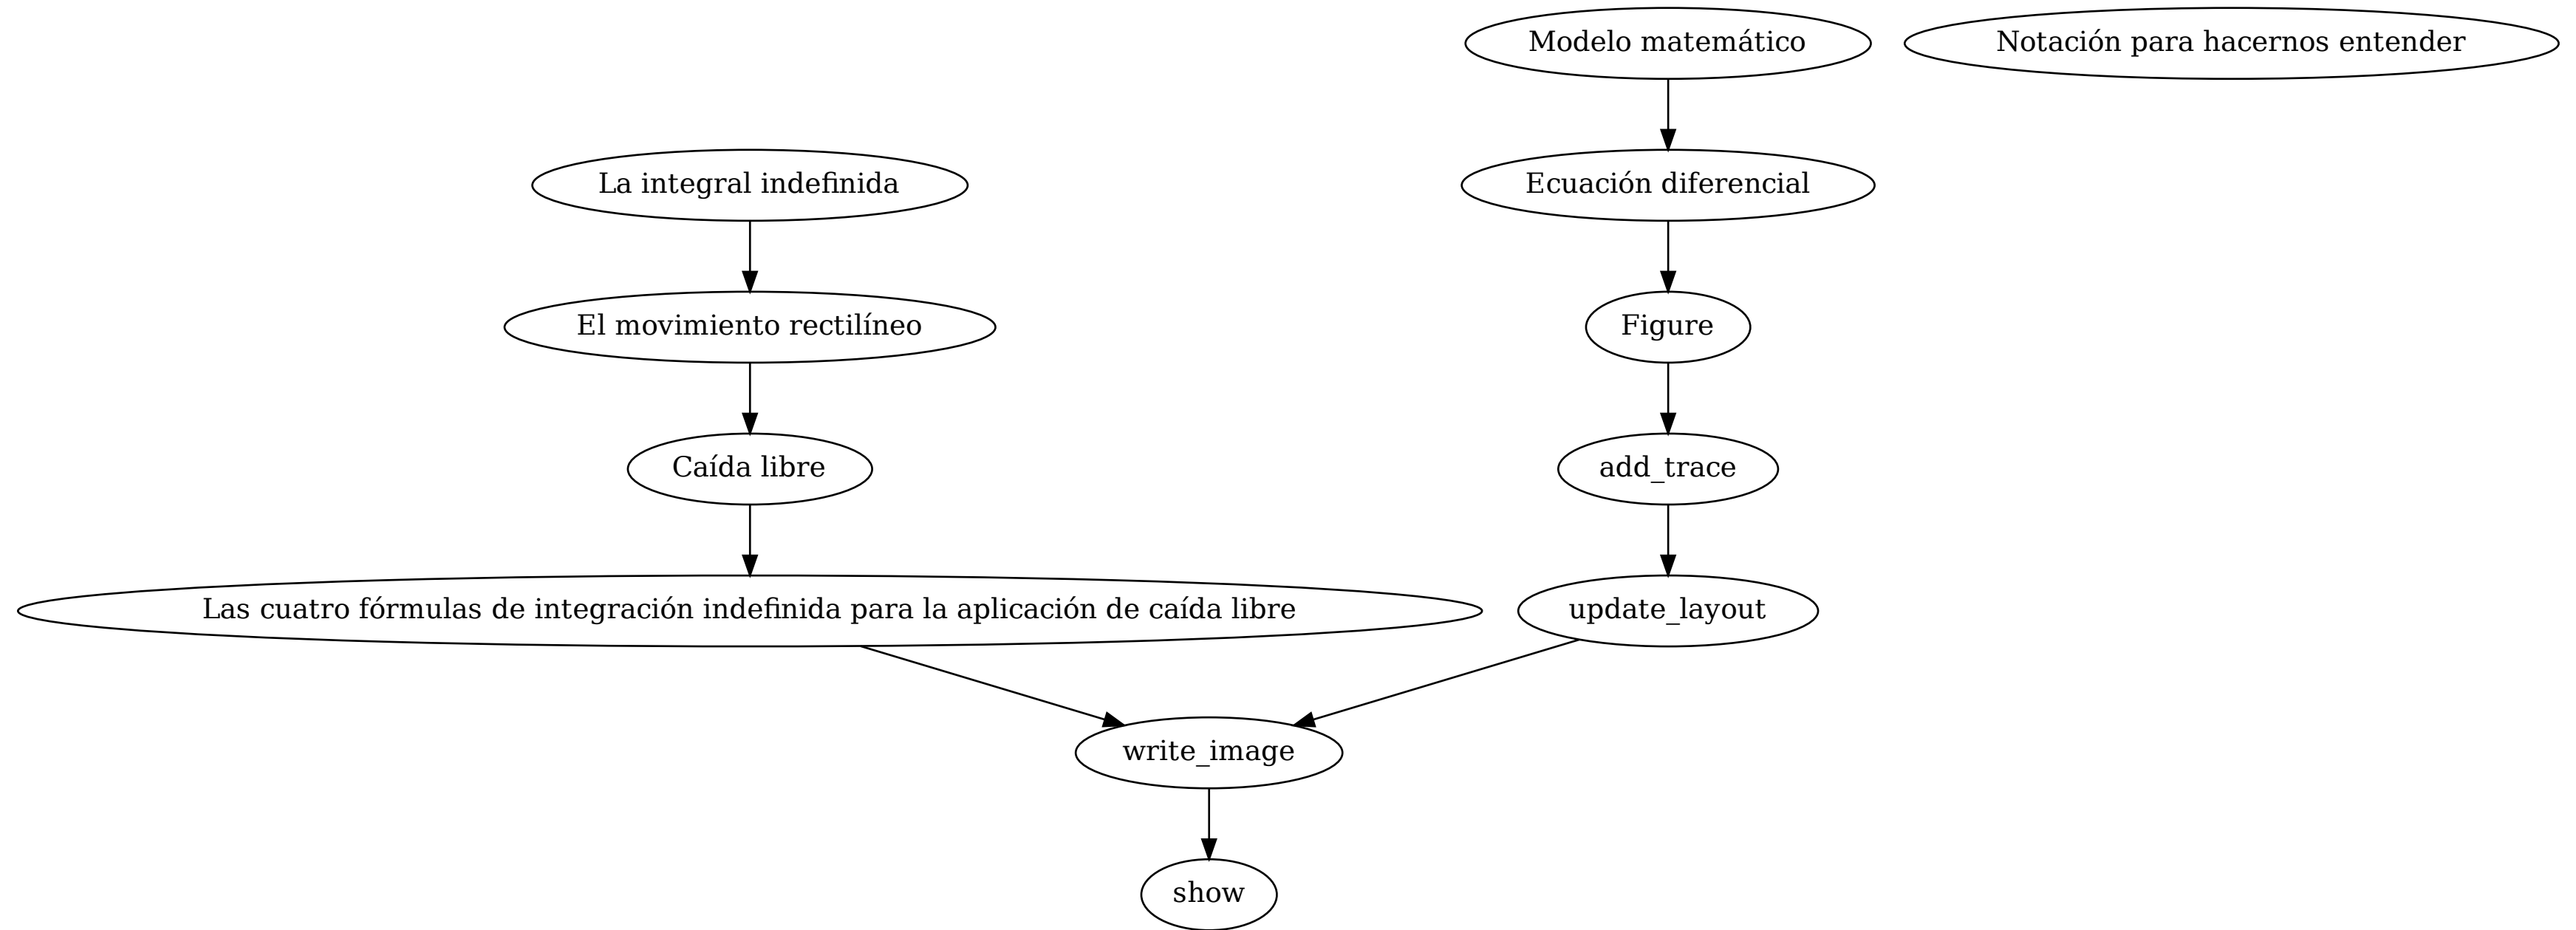 Modelo matemático
Notación para hacernos entender
La integral indefinida
Ecuación diferencial
El movimiento rectilíneo
Figure
Caída libre
add_trace
Las cuatro fórmulas de integración indefinida para la aplicación de caída libre
update_layout
write_image
show